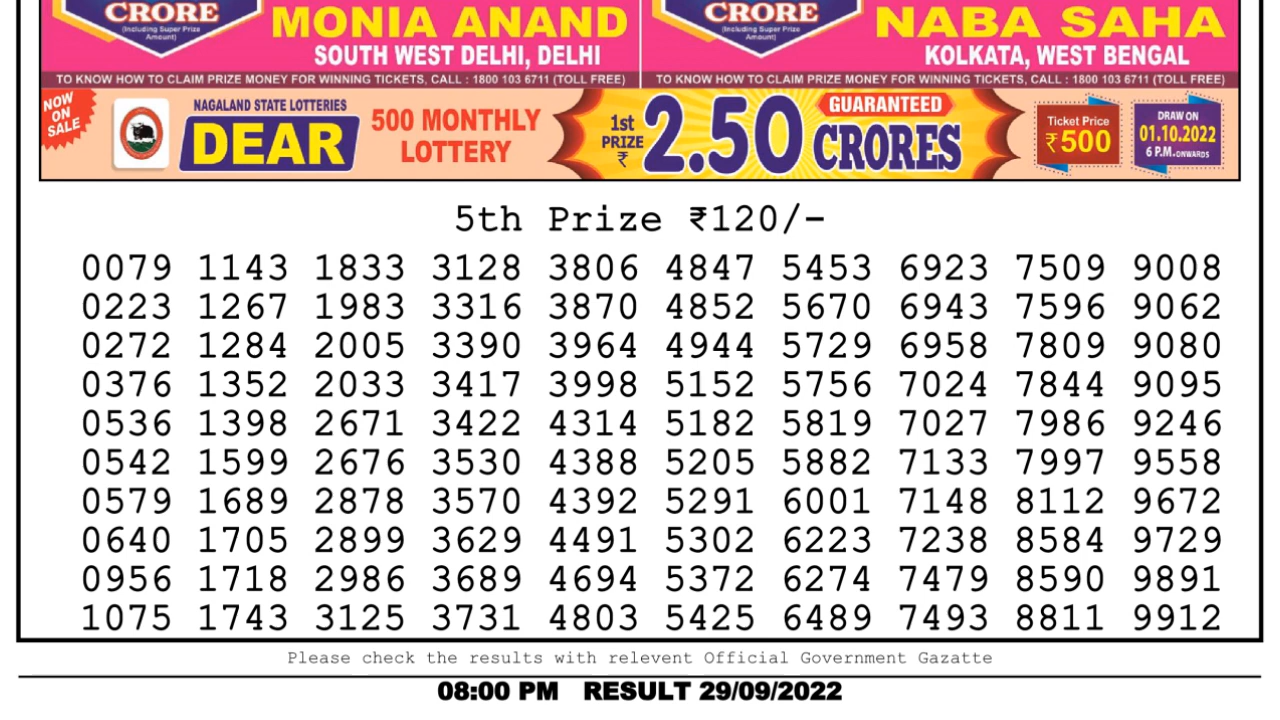 CRORE
(Including Super Prize
Amount)
MONIA ANAND
SOUTH WEST DELHI, DELHI
CRORE
(Including Super Prize
Amount)
NABA SAHA
KOLKATA, WEST BENGAL
TO KNOW HOW TO CLAIM PRIZE MONEY FOR WINNING TICKETS, CALL : 1800 103 6711 (TOLL FREE)
TO KNOW HOW TO CLAIM PRIZE MONEY FOR WINNING TICKETS, CALL : 1800 103 6711 (TOLL FREE)
NOW
ON
SALE
NAGALAND STATE LOTTERIES
DEAR
500 MONTHLY
LOTTERY
1st
PRIZE
₹
2.50
GUARANTEED
CRORES
Ticket Price
₹500
DRAW ON
01.10.2022
6 P.M.ONWARDS
5th Prize ₹120/-
0079 1143 1833 3128 3806 4847 5453 6923 7509 9008
0223 1267 1983 3316 3870 4852 5670 6943 7596 9062
0272 1284 2005 3390 3964 4944 5729 6958 7809 9080
0376 1352 2033 3417 3998 5152 5756 7024 7844 9095
0536 1398 2671 3422 4314 5182 5819 7027 7986 9246
0542 1599 2676 3530 4388 5205 5882 7133 7997 9558
0579 1689 2878 3570 4392 5291 6001 7148 8112 9672
0640 1705 2899 3629 4491 5302 6223 7238 8584 9729
0956 1718 2986 3689 4694 5372 6274 7479 8590 9891
1075 1743 3125 3731 4803 5425 6489 7493 8811 9912
Please check the results with relevent Official Government Gazatte
08:00 PM RESULT 29/09/2022